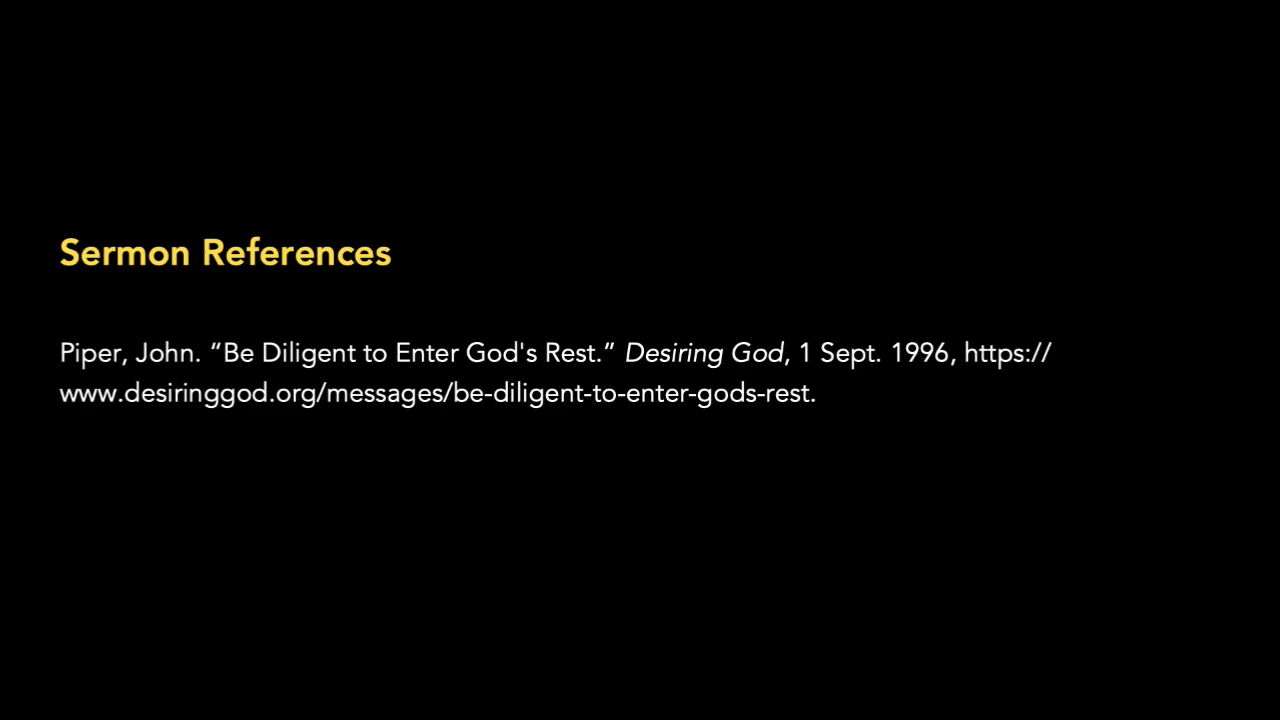 Sermon References
Piper, John. “Be Diligent to Enter God's Rest.” Desiring God, 1 Sept. 1996, https://
www.desiringgod.org/messages/be-diligent-to-enter-gods-rest.